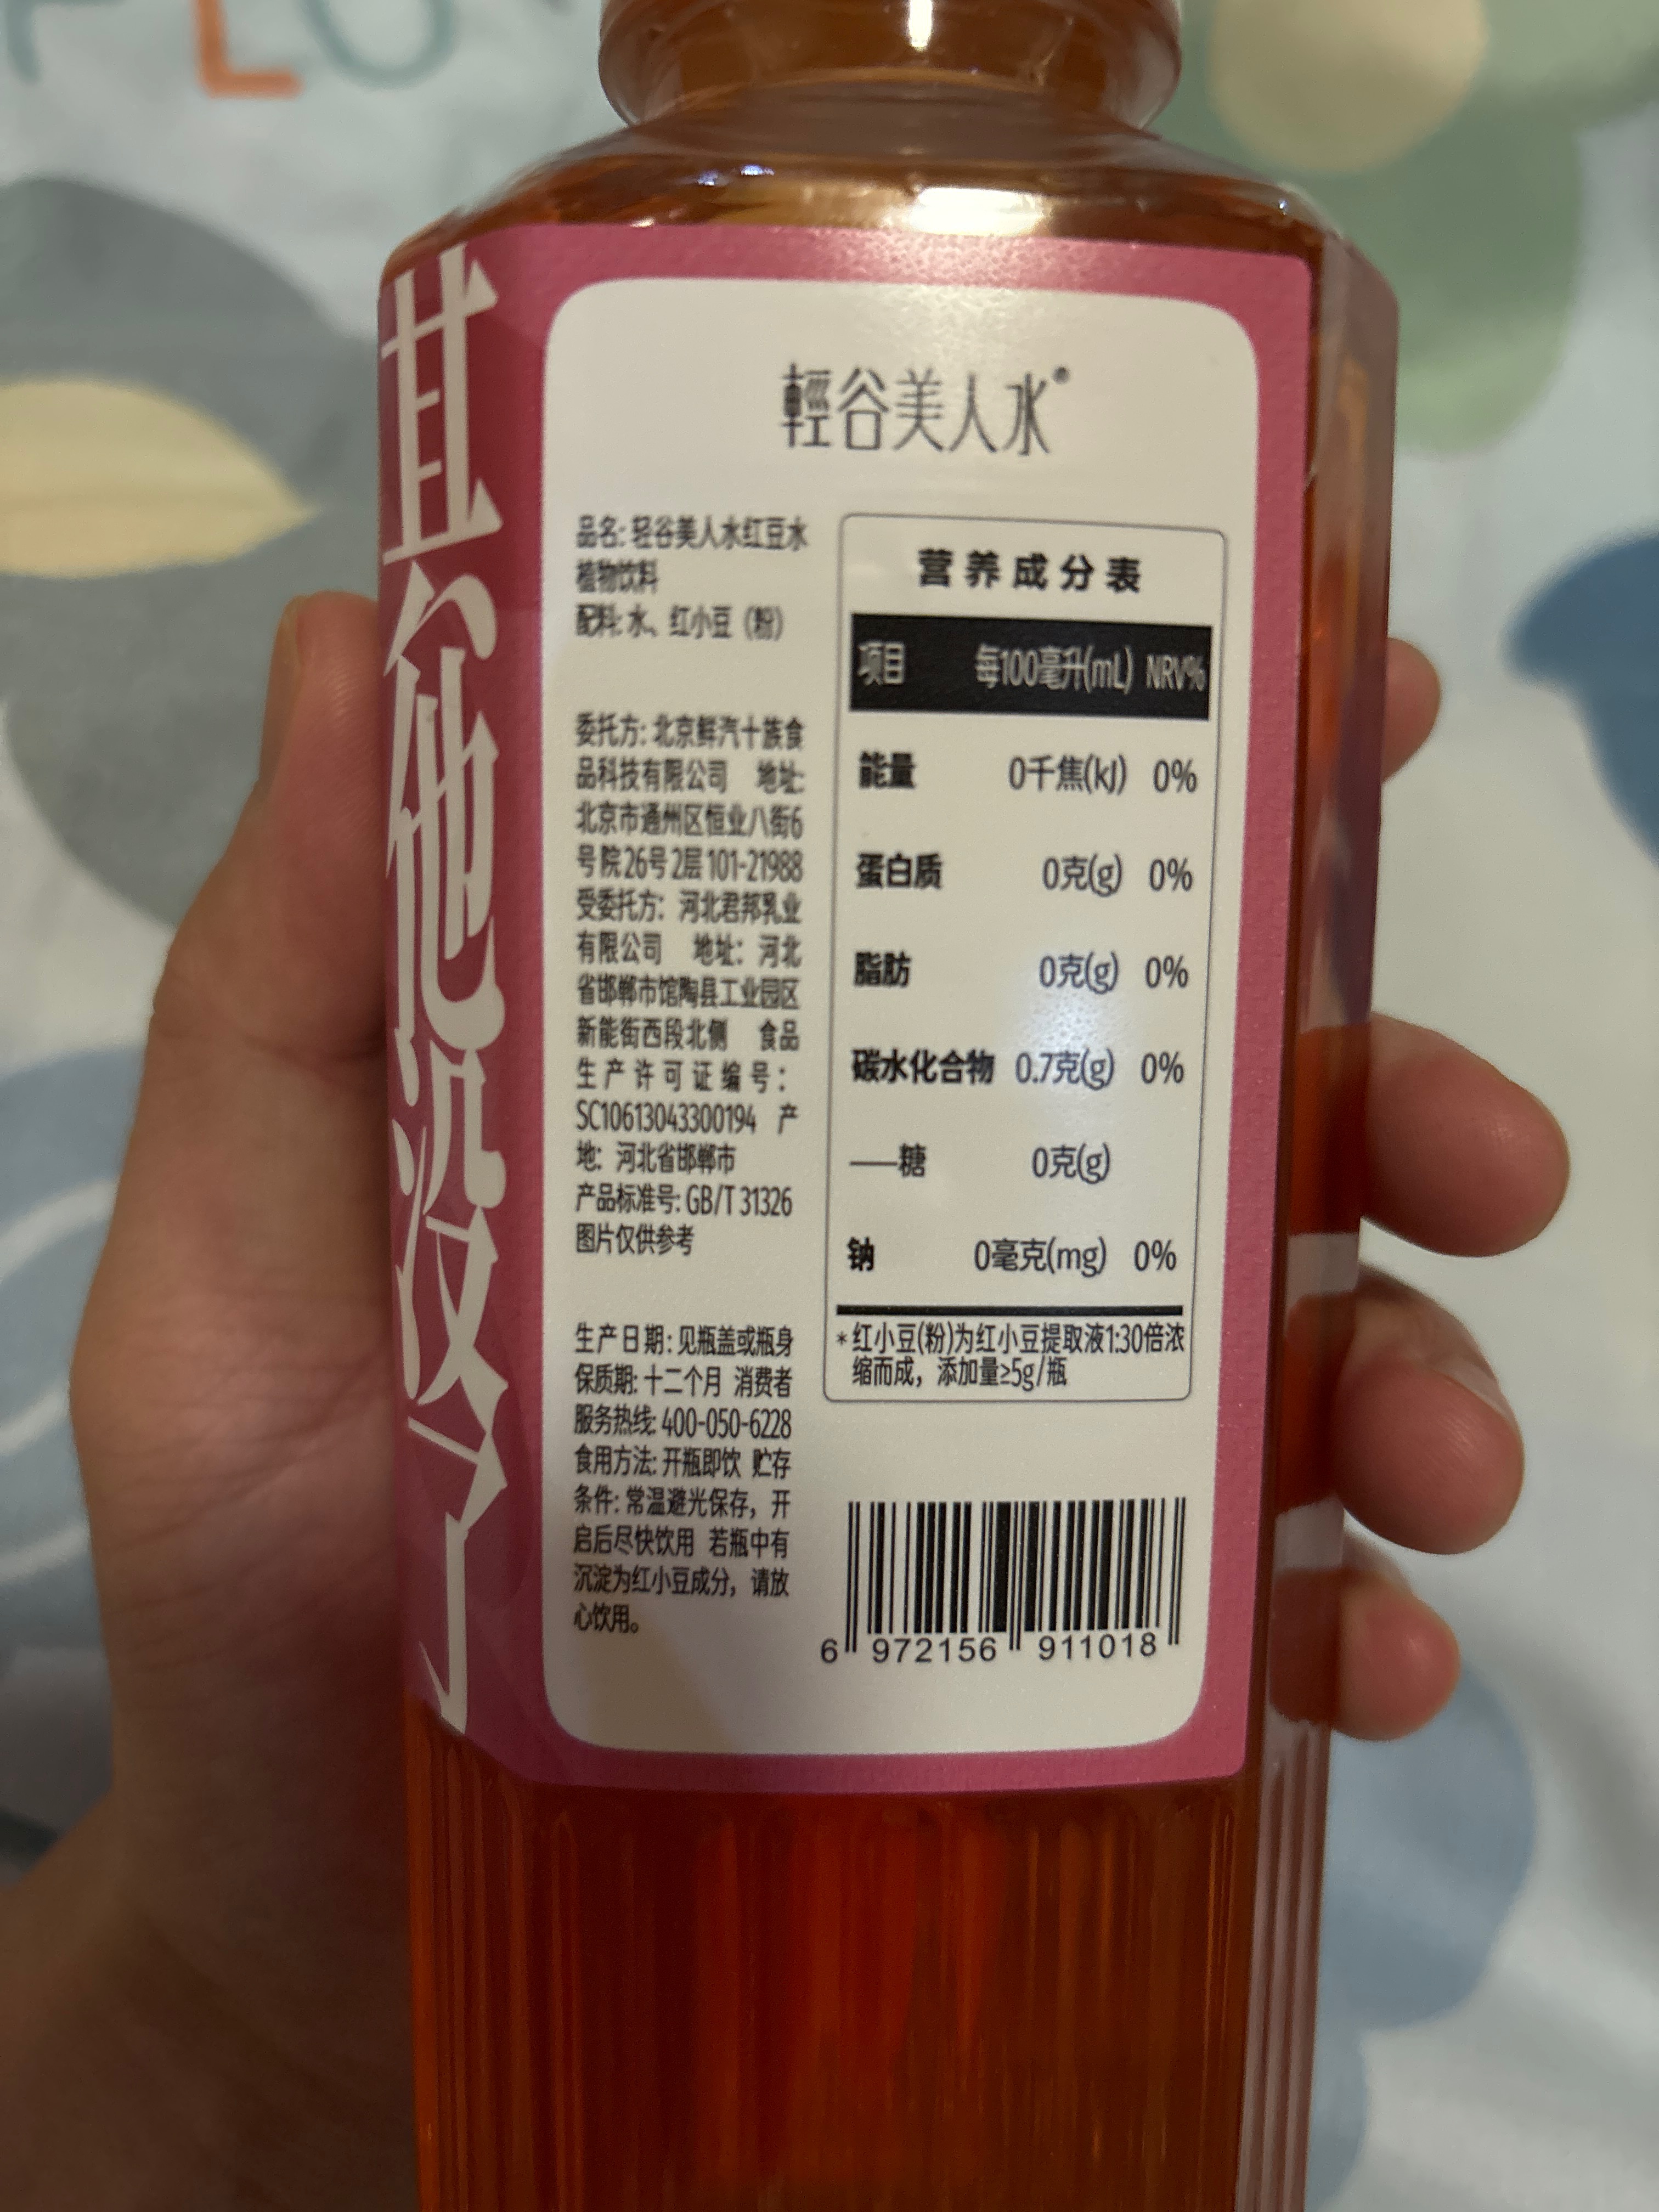 其他没了
輕谷美人水®
品名: 轻谷美人水红豆水
植物饮料
配料: 水、红小豆（粉）
委托方: 北京鲜汽十族食
品科技有限公司 地址:
北京市通州区恒业八街6
号院26号2层101-21988
受委托方: 河北君邦乳业
有限公司 地址: 河北
省邯郸市馆陶县工业园区
新能街西段北侧 食品
生产许可证编号:
SC10613043300194 产
地: 河北省邯郸市
产品标准号: GB/T 31326
图片仅供参考
生产日期: 见瓶盖或瓶身
保质期: 十二个月 消费者
服务热线: 400-050-6228
食用方法: 开瓶即饮 贮存
条件: 常温避光保存，开
启后尽快饮用 若瓶中有
沉淀为红小豆成分，请放
心饮用。
营养成分表
项目 每100毫升(mL) NRV%
能量 0千焦(kJ) 0%
蛋白质 0克(g) 0%
脂肪 0克(g) 0%
碳水化合物 0.7克(g) 0%
——糖 0克(g)
钠 0毫克(mg) 0%
*红小豆(粉)为红小豆提取液1:30倍浓
缩而成，添加量≥5g/瓶
6 972156 911018